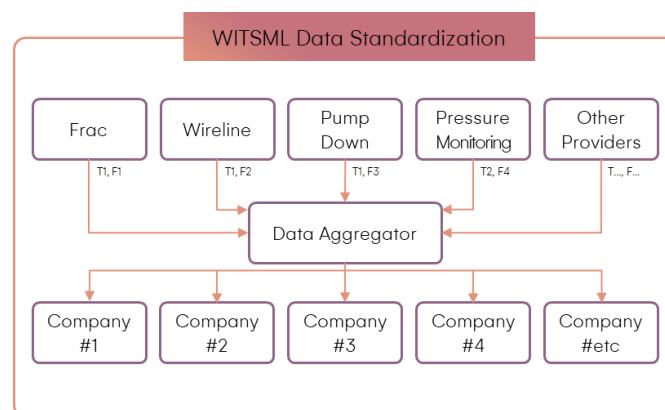 WITSML Data Standardization
Frac
Wireline
Pump
Down
Pressure
Monitoring
Other
Providers
T1, F1
T1, F2
T1, F3
T2, F4
T..., F...
Data Aggregator
Company
#1
Company
#2
Company
#3
Company
#4
Company
#etc